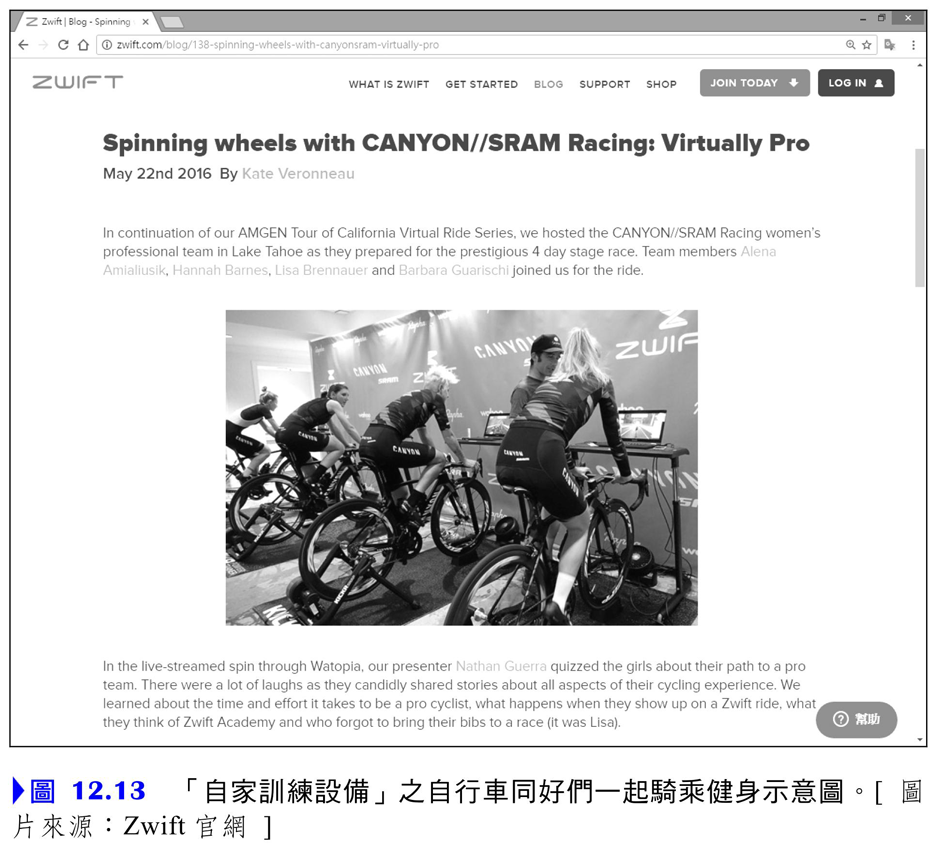 Zwift | Blog - Spinning
zwift.com/blog/138-spinning-wheels-with-canyonsram-virtually-pro
ZWIFT
WHAT IS ZWIFT GET STARTED BLOG SUPPORT SHOP JOIN TODAY LOG IN
Spinning wheels with CANYON//SRAM Racing: Virtually Pro
May 22nd 2016 By Kate Veronneau
In continuation of our AMGEN Tour of California Virtual Ride Series, we hosted the CANYON//SRAM Racing women's
professional team in Lake Tahoe as they prepared for the prestigious 4 day stage race. Team members Alena
Amialiusik, Hannah Barnes, Lisa Brennauer and Barbara Guarischi joined us for the ride.
CANYON
ZWIFT
CANYON
CANYON
CANYON
In the live-streamed spin through Watopia, our presenter Nathan Guerra quizzed the girls about their path to a pro
team. There were a lot of laughs as they candidly shared stories about all aspects of their cycling experience. We
learned about the time and effort it takes to be a pro cyclist, what happens when they show up on a Zwift ride, what
they think of Zwift Academy and who forgot to bring their bibs to a race (it was Lisa).
幫助
圖 12.13 「自家訓練設備」之自行車同好們一起騎乘健身示意圖。[ 圖
片來源：Zwift 官網 ]